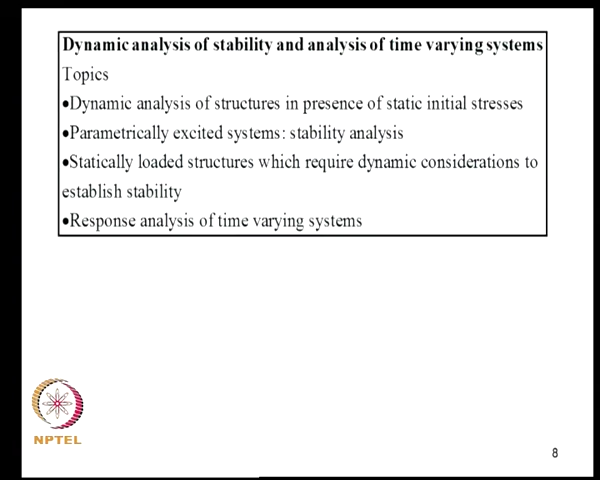 Dynamic analysis of stability and analysis of time varying systems
Topics
•Dynamic analysis of structures in presence of static initial stresses
•Parametrically excited systems: stability analysis
•Statically loaded structures which require dynamic considerations to
establish stability
•Response analysis of time varying systems
NPTEL
8